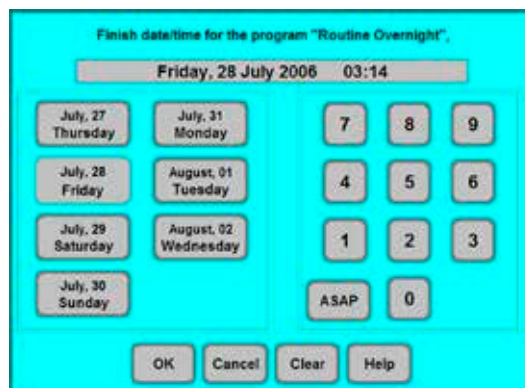 Finish date/time for the program "Routine Overnight",
Friday, 28 July 2006 03:14
July, 27
Thursday
July, 28
Friday
July, 29
Saturday
July, 30
Sunday
July, 31
Monday
August, 01
Tuesday
August, 02
Wednesday
7 8 9
4 5 6
1 2 3
ASAP 0
OK Cancel Clear Help